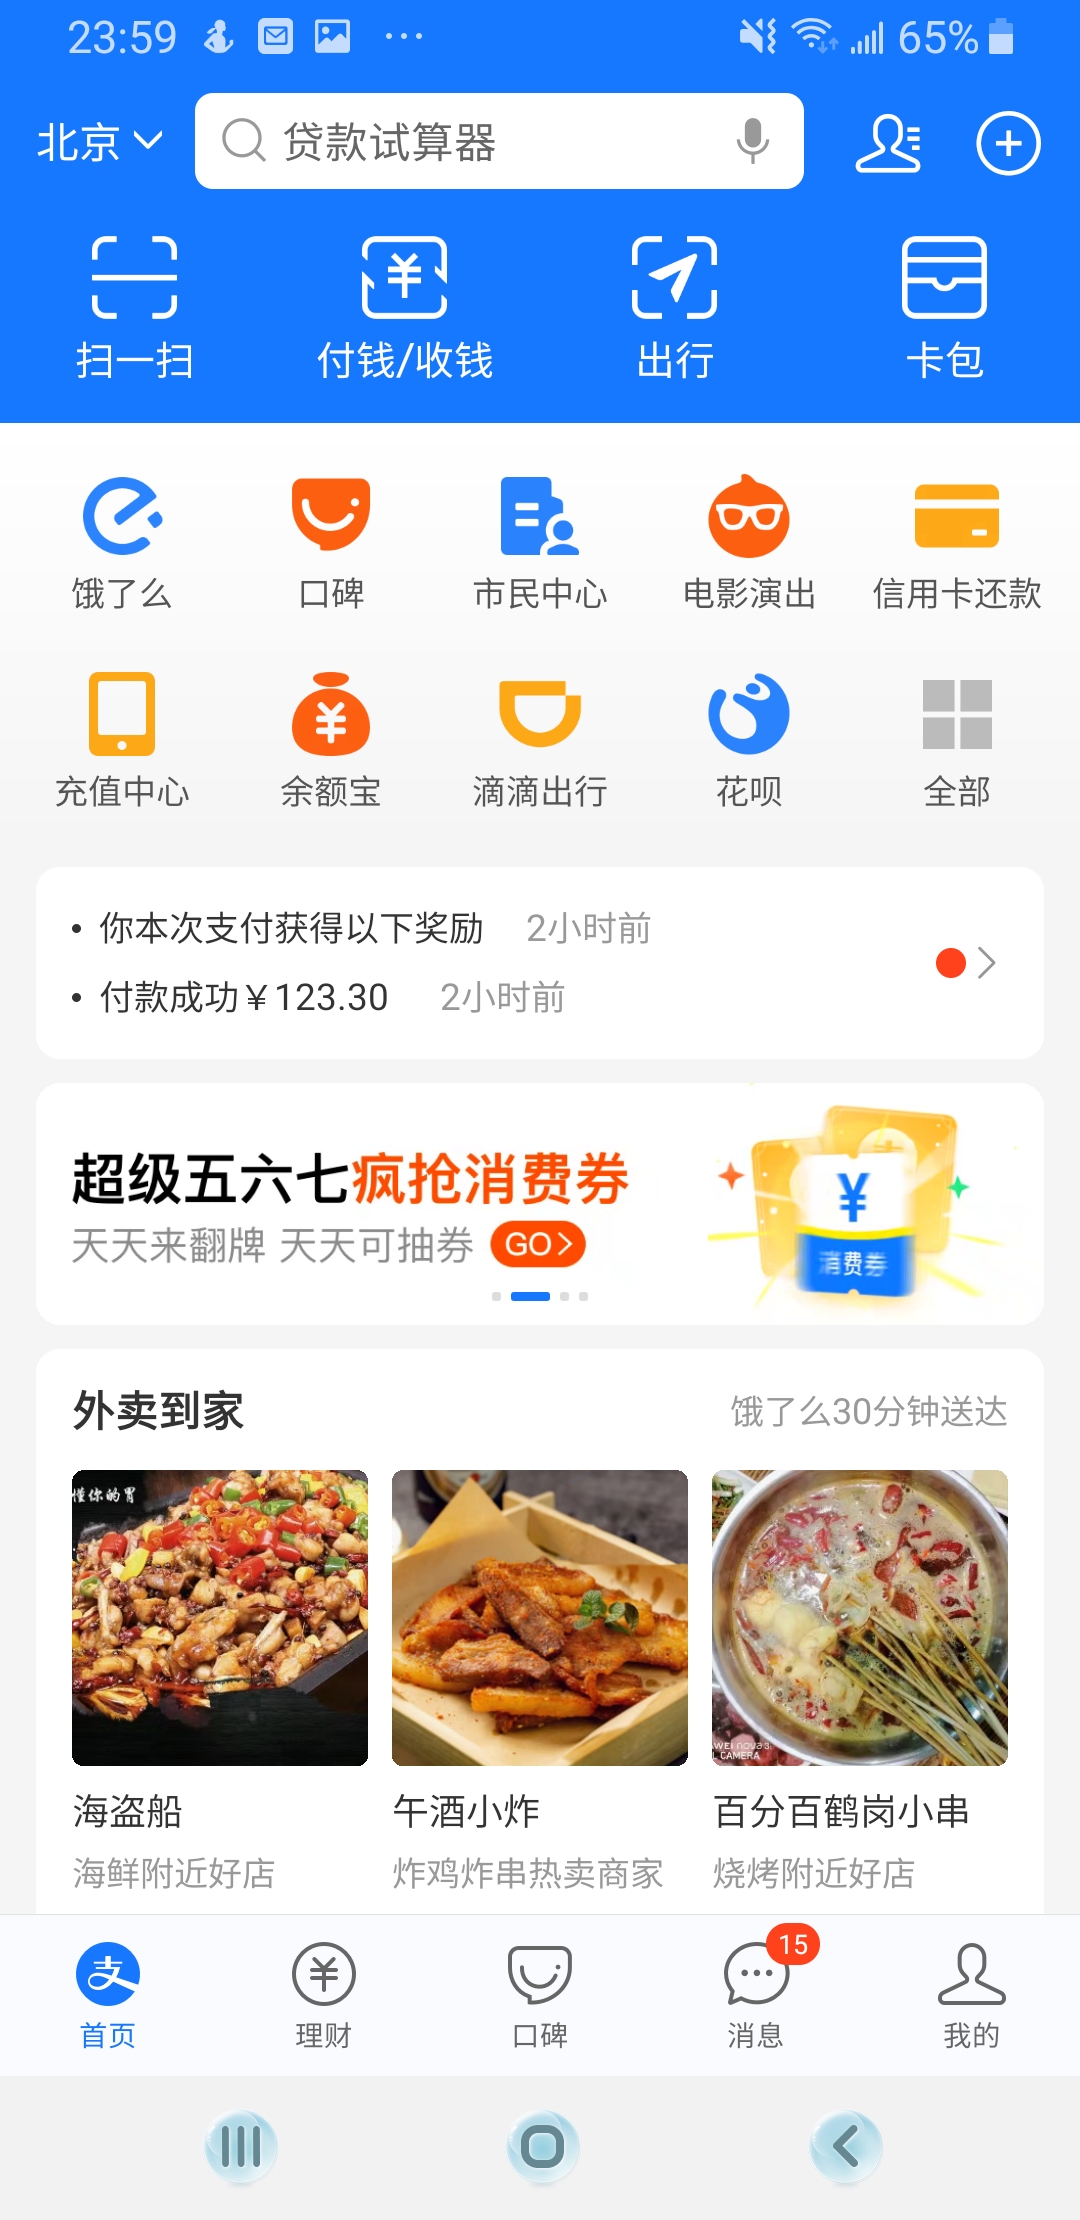 23:59 65%
北京 贷款试算器
扫一扫 付钱/收钱 出行 卡包
饿了么 口碑 市民中心 电影演出 信用卡还款
充值中心 余额宝 滴滴出行 花呗 全部
• 你本次支付获得以下奖励 2小时前
• 付款成功￥123.30 2小时前
超级五六七疯抢消费券
天天来翻牌 天天可抽券 GO>
¥
消费券
外卖到家 饿了么30分钟送达
懂你的胃
WEI nova 3i
L CAMERA
海盗船 午酒小炸 百分百鹤岗小串
海鲜附近好店 炸鸡炸串热卖商家 烧烤附近好店
15
首页 理财 口碑 消息 我的